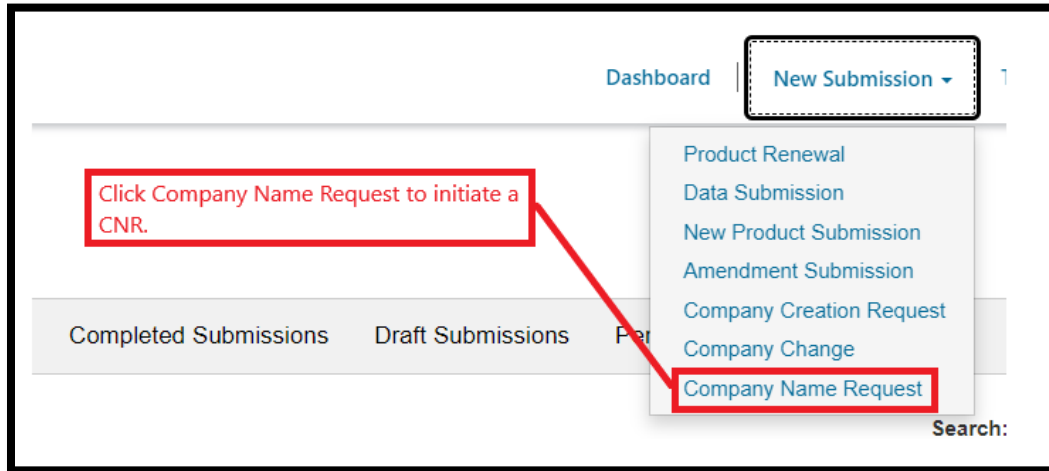 Dashboard New Submission
Product Renewal
Data Submission
Click Company Name Request to initiate a
CNR.
New Product Submission
Amendment Submission
Company Creation Request
Completed Submissions Draft Submissions
Company Change
Company Name Request
Search: